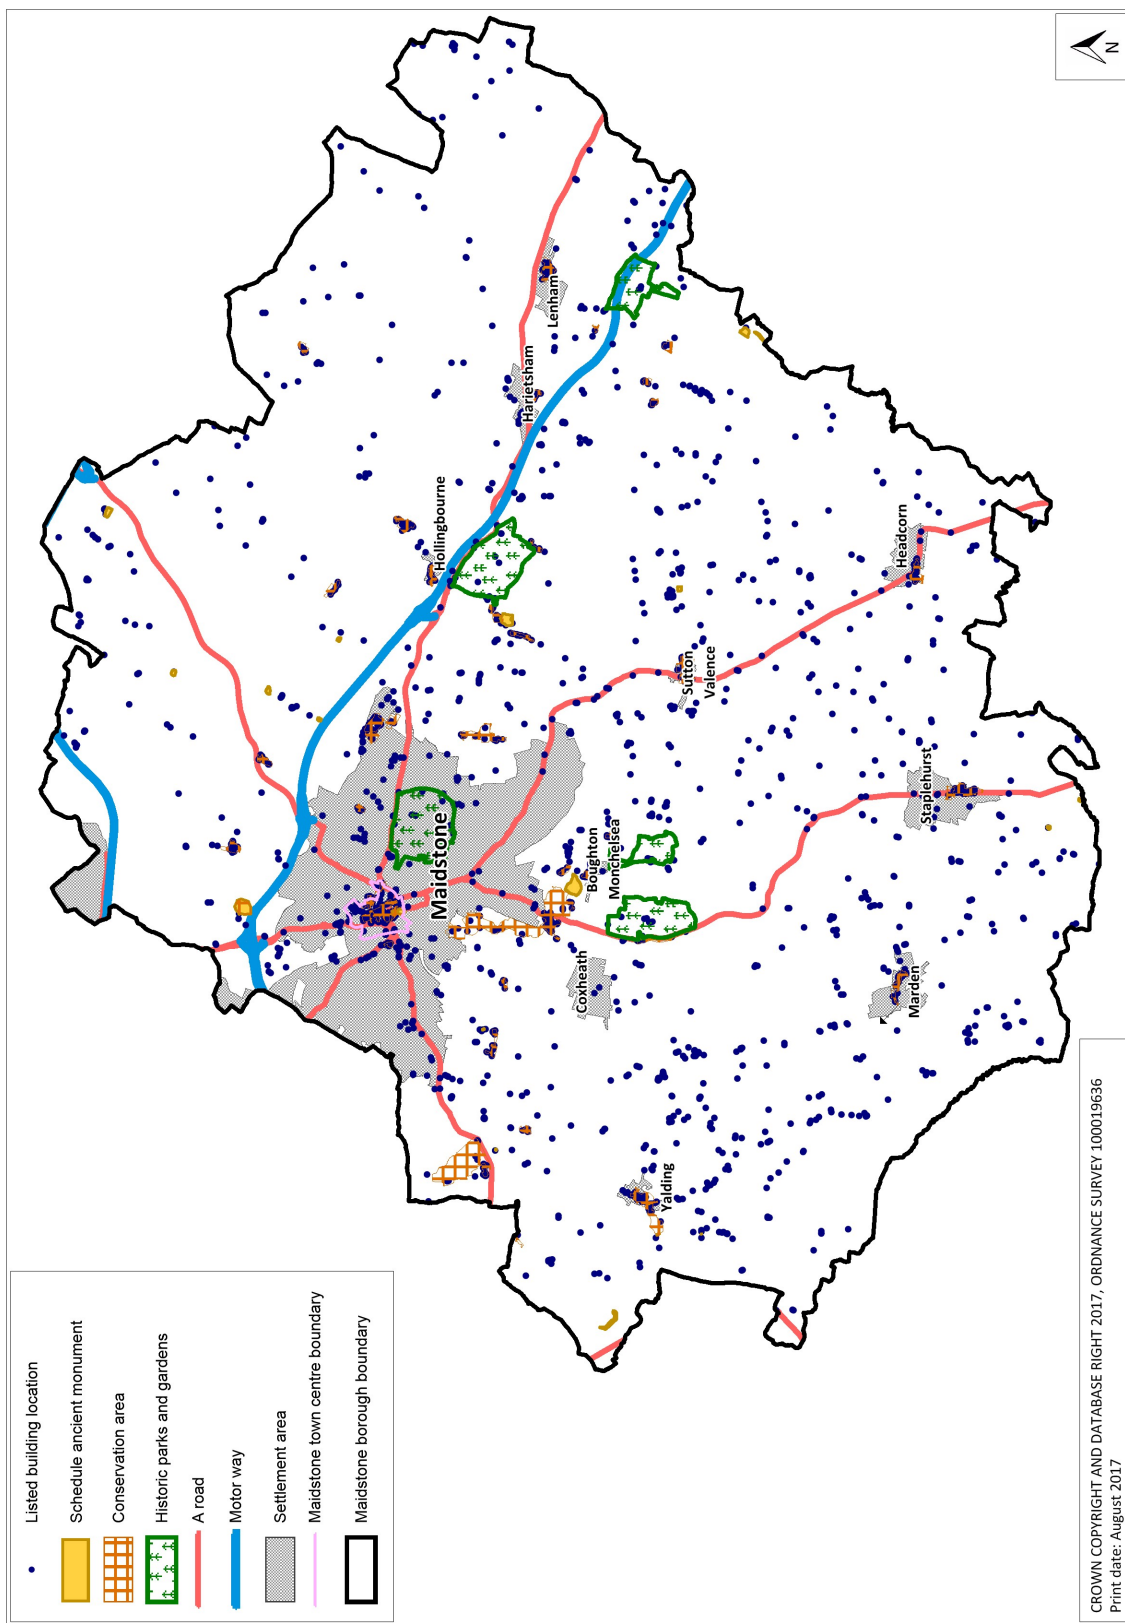 Listed building location
Schedule ancient monument
Conservation area
Historic parks and gardens
A road
Motor way
Settlement area
Maidstone town centre boundary
Maidstone borough boundary
N
Maidstone
Hollingbourne
Harietsham
Lenham
Boughton
Monchelsea
Coxheath
Sutton
Valence
Headcorn
Staplehurst
Marden
Yalding
CROWN COPYRIGHT AND DATABASE RIGHT 2017, ORDNANCE SURVEY 100019636
Print date: August 2017